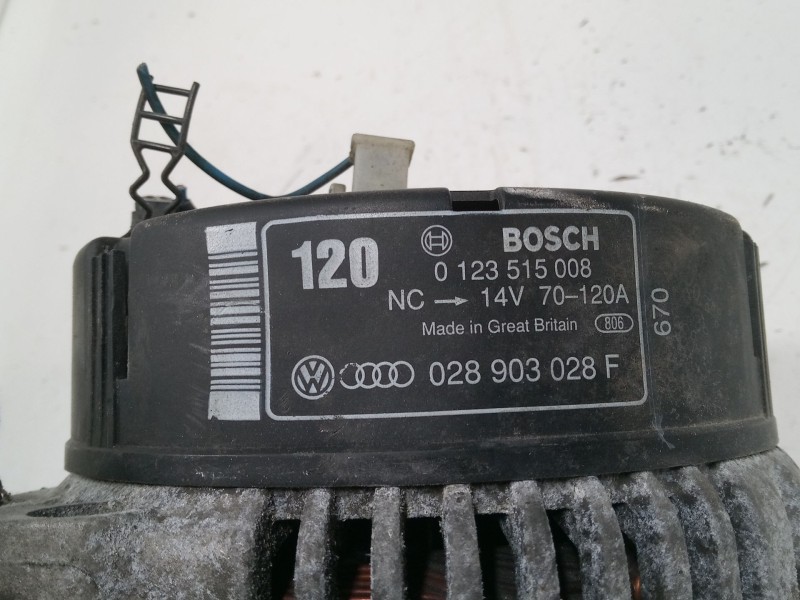 120 BOSCH
0 123 515 008
NC → 14V 70-120A
Made in Great Britain 806
028 903 028 F
670